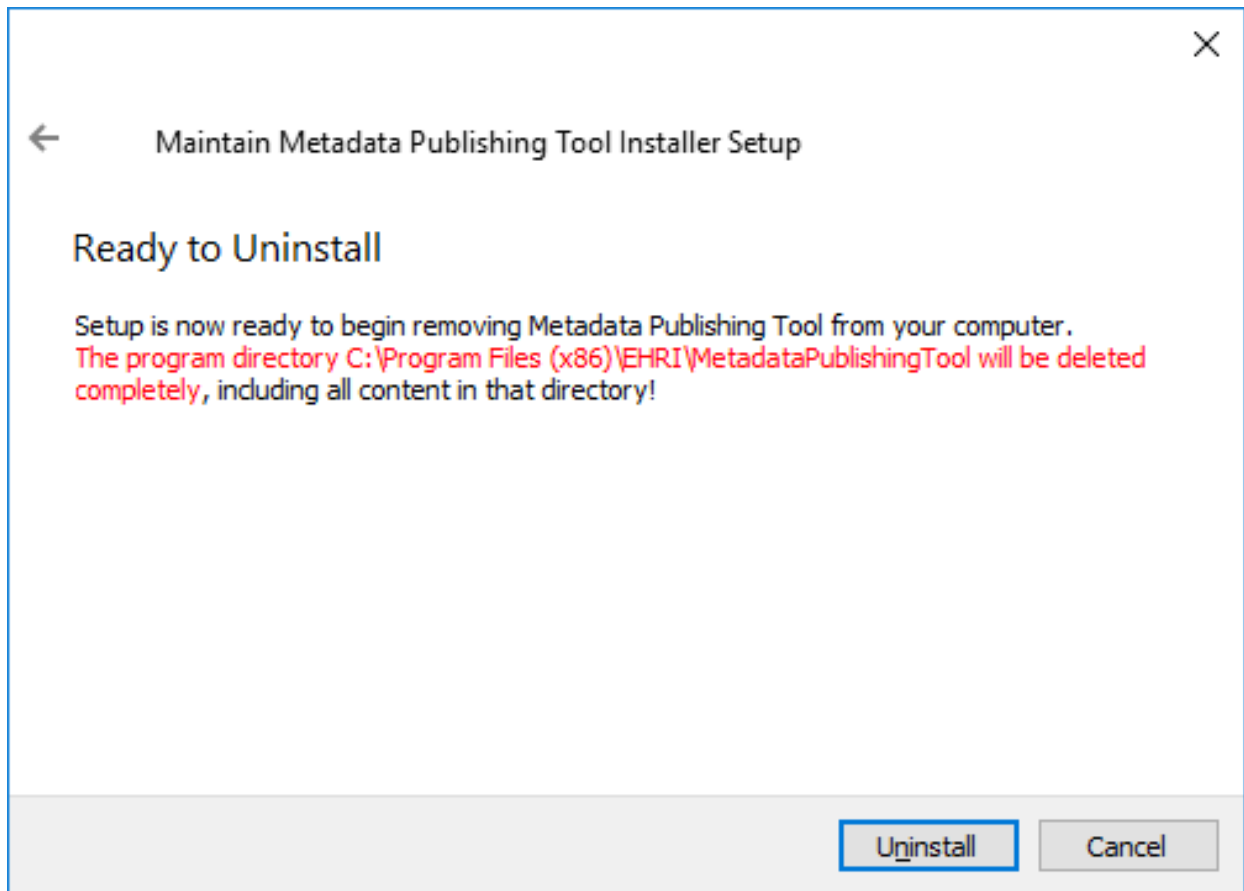 Maintain Metadata Publishing Tool Installer Setup
Ready to Uninstall
Setup is now ready to begin removing Metadata Publishing Tool from your computer.
The program directory C:\Program Files (x86)\EHRI\MetadataPublishingTool will be deleted
completely, including all content in that directory!
Uninstall
Cancel